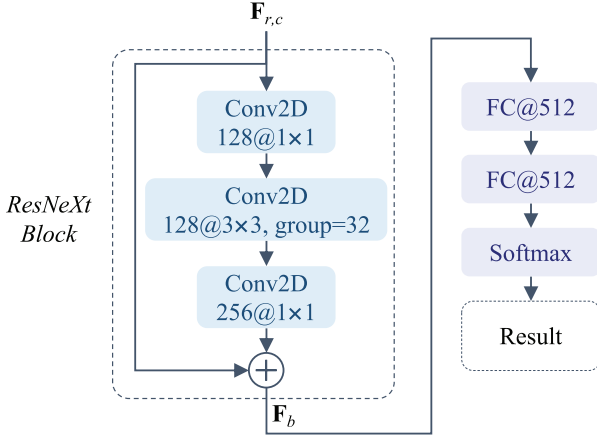 F_{r,c}
Conv2D
128@1×1
Conv2D
128@3×3, group=32
Conv2D
256@1×1
ResNeXt
Block
F_b
FC@512
FC@512
Softmax
Result